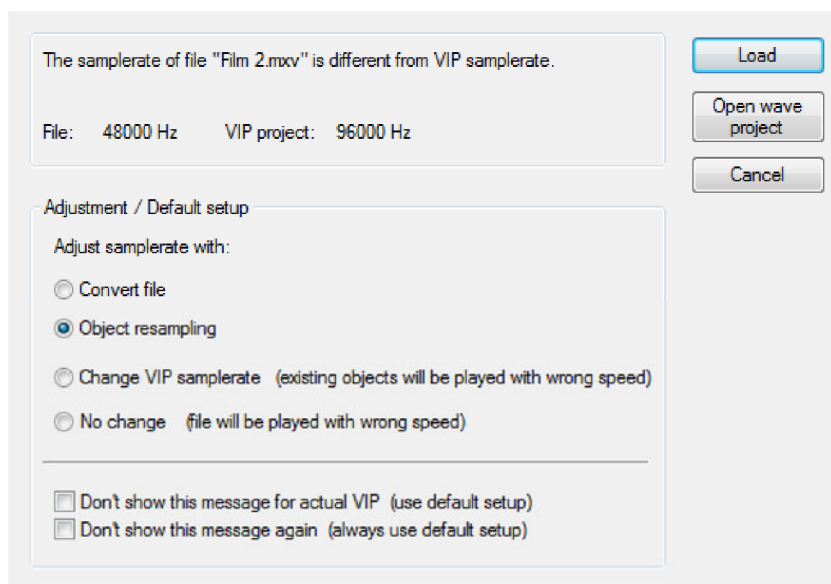 The samplerate of file "Film 2.mxv" is different from VIP samplerate.
File: 48000 Hz VIP project: 96000 Hz
Load
Open wave
project
Cancel
Adjustment / Default setup
Adjust samplerate with:
Convert file
Object resampling
Change VIP samplerate (existing objects will be played with wrong speed)
No change (file will be played with wrong speed)
Don't show this message for actual VIP (use default setup)
Don't show this message again (always use default setup)